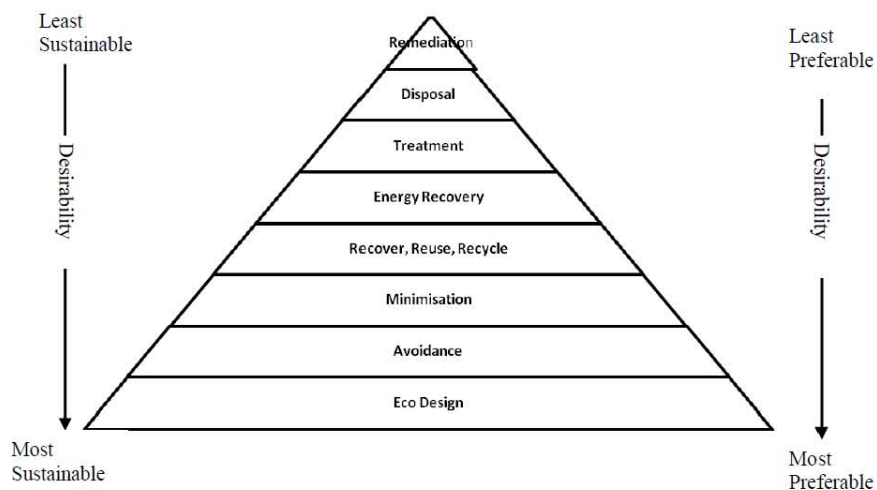 Least
Sustainable
Least
Preferable
Remediation
Disposal
Treatment
Desirability
Desirability
Energy Recovery
Recover, Reuse, Recycle
Minimisation
Avoidance
Eco Design
Most
Sustainable
Most
Preferable